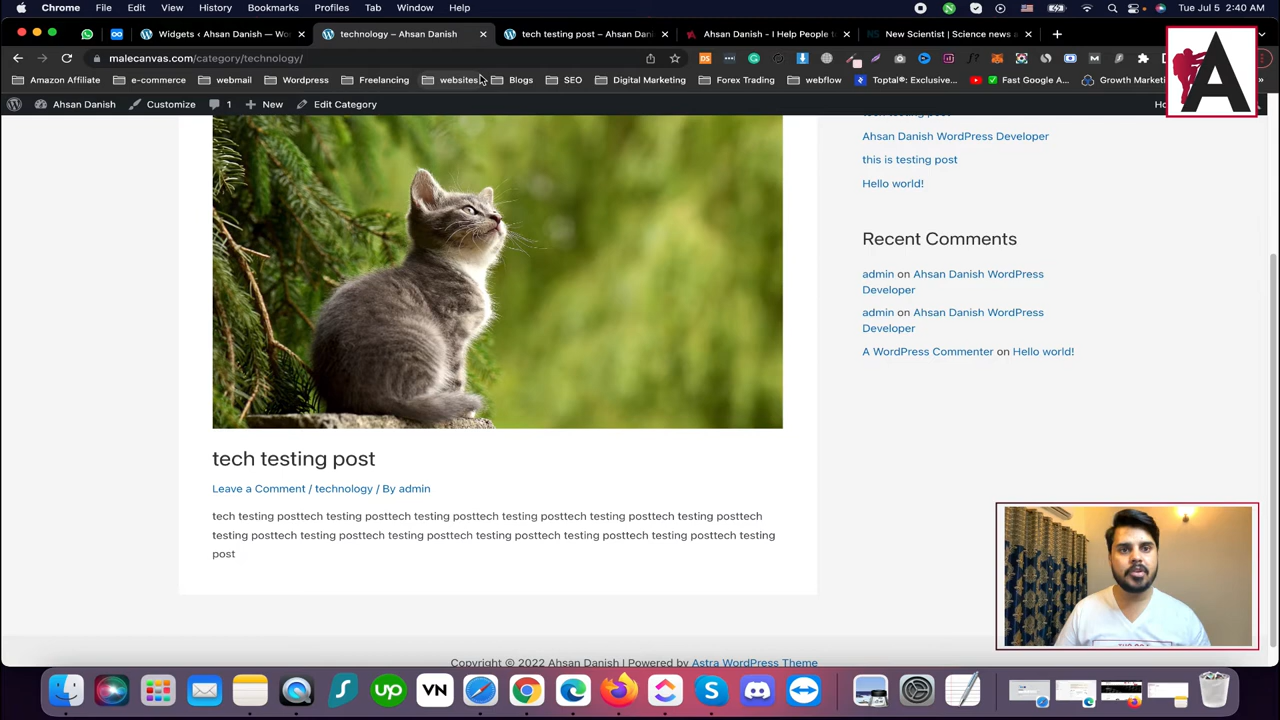 Chrome File Edit View History Bookmarks Profiles Tab Window Help Tue Sep 6 2:40 AM
Widgets ‹ Ahsan Danish — Wo
technology – Ahsan Danish
tech testing post – Ahsan Dani
Ahsan Danish - I Help People t
New Scientist | Science news a
malecanvas.com/category/technology/
Amazon Affiliate
e-commerce
webmail
Wordpress
Freelancing
websites
Blogs
SEO
Digital Marketing
Forex Trading
webflow
Toptal®: Exclusive...
Fast Google A...
Growth Market
Ahsan Danish
Customize
1
New
Edit Category
A
Ahsan Danish WordPress Developer
this is testing post
Hello world!
Recent Comments
admin on Ahsan Danish WordPress
Developer
admin on Ahsan Danish WordPress
Developer
A WordPress Commenter on Hello world!
tech testing post
Leave a Comment / technology / By admin
tech testing posttech testing posttech testing posttech testing posttech testing posttech testing posttech
testing posttech testing posttech testing posttech testing posttech testing posttech testing posttech testing
post
Copyright © 2022 Ahsan Danish | Powered by Astra WordPress Theme
up
VN